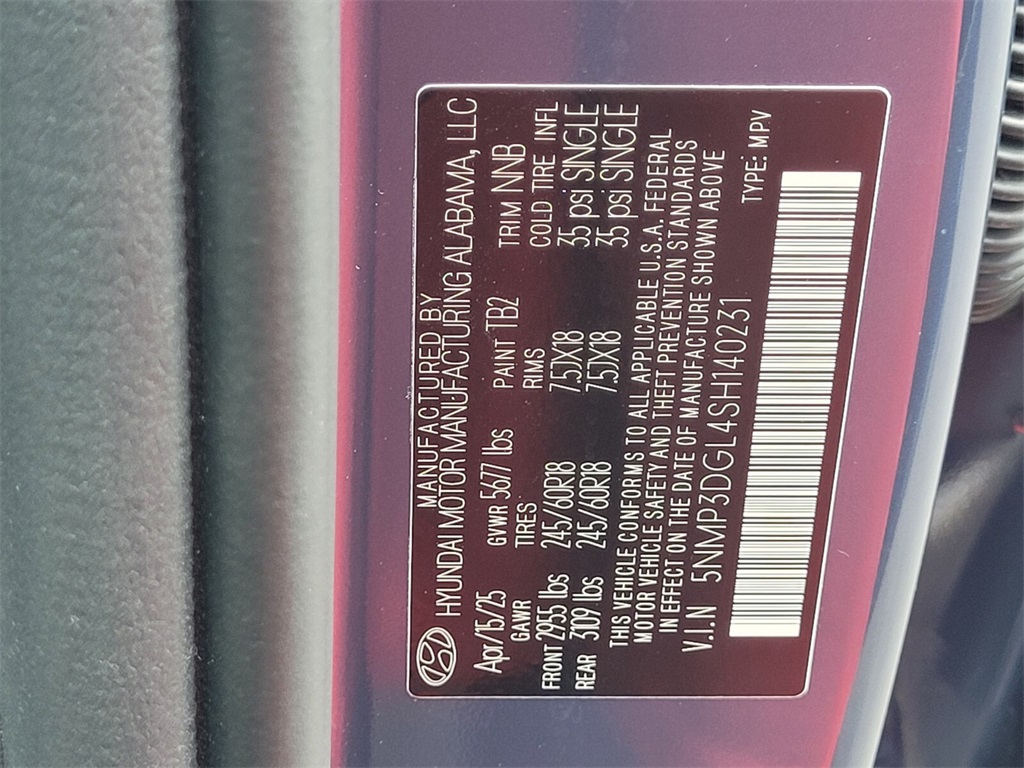 MANUFACTURED BY
HYUNDAI MOTOR MANUFACTURING ALABAMA, LLC
Apr/15/25 GVWR 5677 lbs PAINT TB2 TRIM NNB
GAWR TIRES RIMS COLD TIRE INFL
FRONT 2955 lbs 245/60R18 7.5JX18 35 psi SINGLE
REAR 3109 lbs 245/60R18 7.5JX18 35 psi SINGLE
THIS VEHICLE CONFORMS TO ALL APPLICABLE U.S.A. FEDERAL
MOTOR VEHICLE SAFETY AND THEFT PREVENTION STANDARDS
IN EFFECT ON THE DATE OF MANUFACTURE SHOWN ABOVE
V.I.N 5NMP3DGL4SH140231 TYPE: MPV